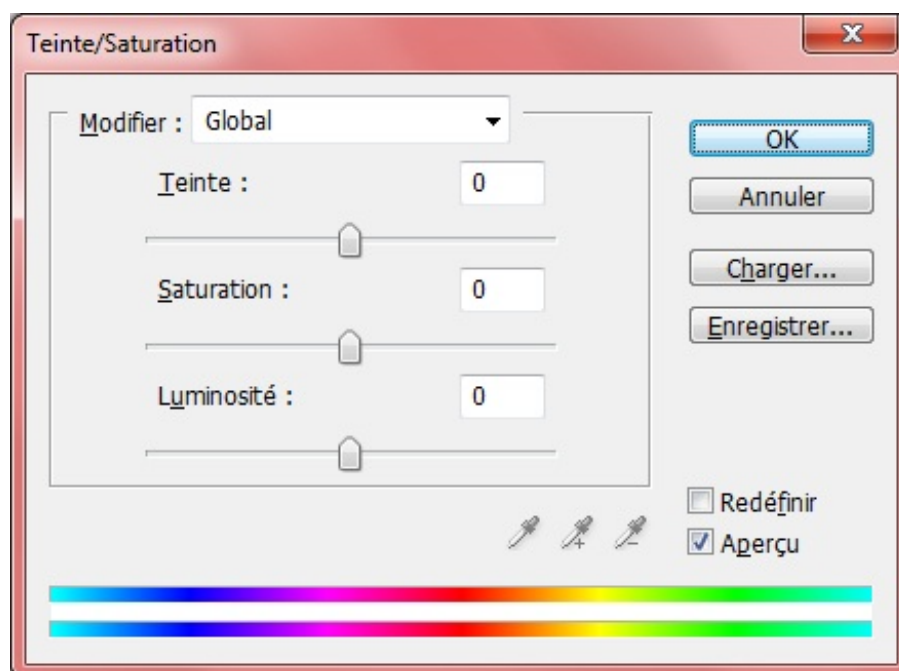 Teinte/Saturation
Modifier : Global
Teinte : 0
Saturation : 0
Luminosité : 0
OK
Annuler
Charger...
Enregistrer...
Redéfinir
Aperçu